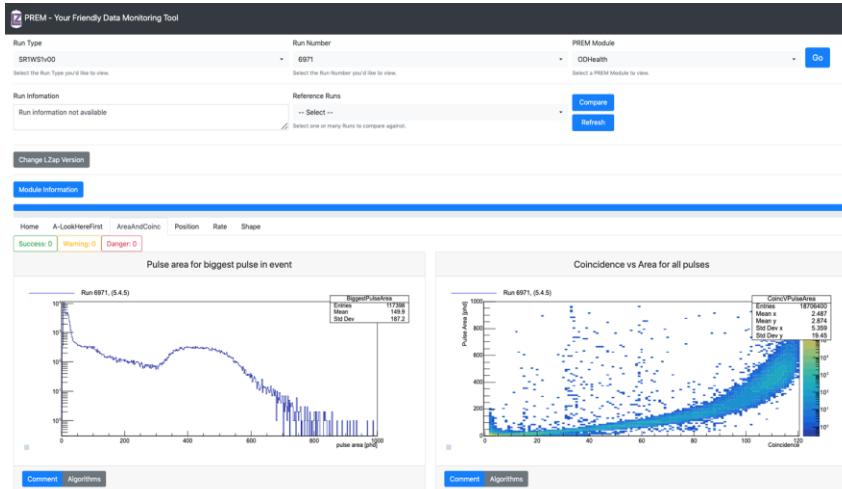 PREM - Your Friendly Data Monitoring Tool
Run Type
Run Number
PREM Module
SR1WS1v00
6971
ODHealth
Go
Select the Run Type you'd like to view.
Select the Run Number you'd like to view.
Select a PREM Module to view.
Run Infomation
Reference Runs
Run information not available
-- Select --
Compare
Select one or many Runs to compare against.
Refresh
Change LZap Version
Module Information
Home A-LookHereFirst AreaAndCoinc Position Rate Shape
Success: 0 Warning: 0 Danger: 0
Pulse area for biggest pulse in event
Run 6971, (5.4.5)
BiggestPulseArea
Entries 117398
Mean 149.9
Std Dev 187.2
0 200 400 600 800 1000
pulse area [phd]
Comment Algorithms
Coincidence vs Area for all pulses
Run 6971, (5.4.5)
CoincVPulseArea
Entries 18706400
Mean x 2.487
Mean y 2.874
Std Dev x 5.359
Std Dev y 19.45
Pulse Area [phd]
1000
800
600
400
200
0
0 20 40 60 80 100 120
Coincidence
Comment Algorithms